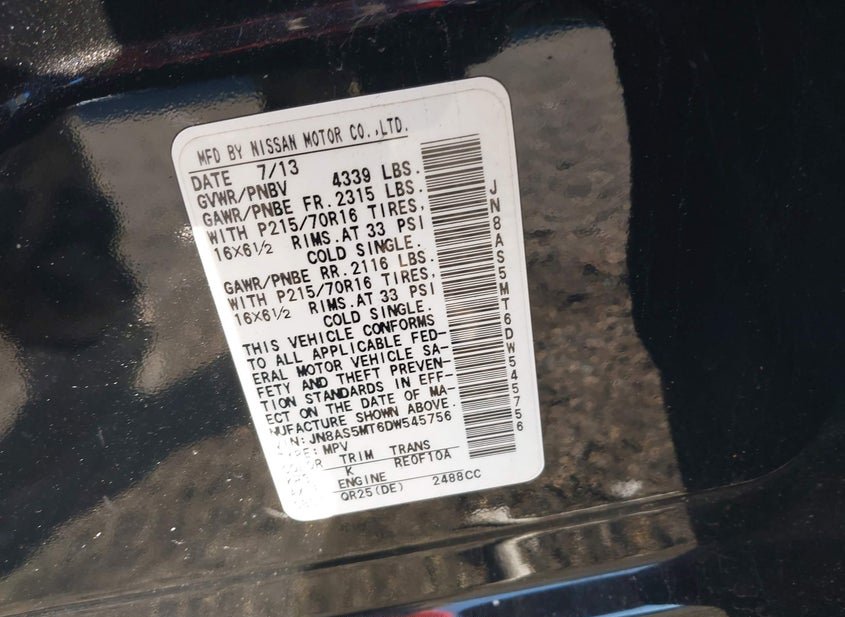 MFD BY NISSAN MOTOR CO.,LTD.
DATE 7/13
GVWR/PNBV 4339 LBS.
GAWR/PNBE FR. 2315 LBS.
WITH P215/70R16 TIRES,
16X6½ RIMS.AT 33 PSI
COLD SINGLE.
GAWR/PNBE RR. 2116 LBS.
WITH P215/70R16 TIRES,
16X6½ RIMS.AT 33 PSI
COLD SINGLE.
THIS VEHICLE CONFORMS
TO ALL APPLICABLE FED-
ERAL MOTOR VEHICLE SA-
FETY AND THEFT PREVEN-
TION STANDARDS IN EFF-
ECT ON THE DATE OF MA-
NUFACTURE SHOWN ABOVE.
JN8AS5MT6DW545756
MPV
TRIM TRANS
K RE0F10A
ENGINE
QR25(DE) 2488CC
JN8AS5MT6DW545756